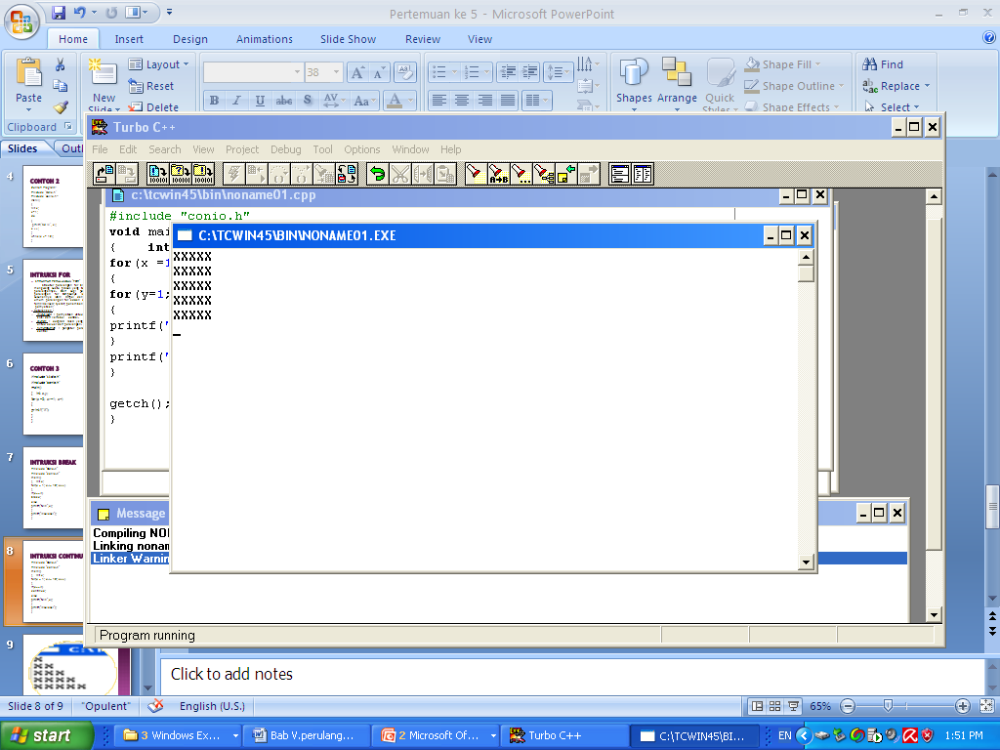 Pertemuan ke 5 - Microsoft PowerPoint
Home Insert Design Animations Slide Show Review View
Paste
New
Slide
Layout
Reset
Delete
38
B I U abc S AV Aa A
Shapes Arrange Quick
Styles
Shape Fill
Shape Outline
Shape Effects
Find
Replace
Select
Clipboard
Slides Outl
4
CONTOH 2
5
INTRUKSI FOR
6
CONTOH 3
7
INTRUKSI BREAK
8
INTRUKSI CONTINU
9
Turbo C++
File Edit Search View Project Debug Tool Options Window Help
c:\tcwin45\bin\noname01.cpp
#include "conio.h"
void mai
{ int
for(x =1
{
for(y=1;
{
printf("
}
printf("
}
getch();
}
C:\TCWIN45\BIN\NONAME01.EXE
XXXXX
XXXXX
XXXXX
XXXXX
XXXXX
_
Message
Compiling NO
Linking nonam
Linker Warnin
Program running
Click to add notes
Slide 8 of 9 "Opulent" English (U.S.) 65%
start 3 Windows Ex... Bab V.perulang... 2 Microsoft Of... Turbo C++ C:\TCWIN45\BI... EN 1:51 PM